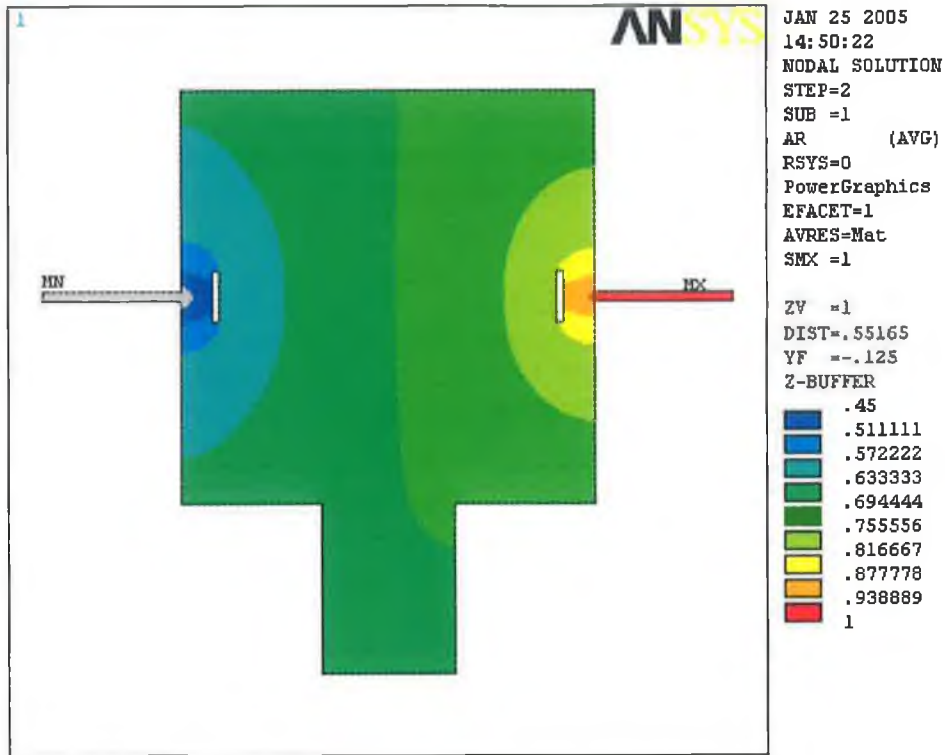 1
ANSYS
JAN 25 2005
14:50:22
NODAL SOLUTION
STEP=2
SUB =1
AR (AVG)
RSYS=0
PowerGraphics
EFACET=1
AVRES=Mat
SMX =1
MN
MX
ZV =1
DIST=.55165
YF =-.125
Z-BUFFER
.45
.511111
.572222
.633333
.694444
.755556
.816667
.877778
.938889
1